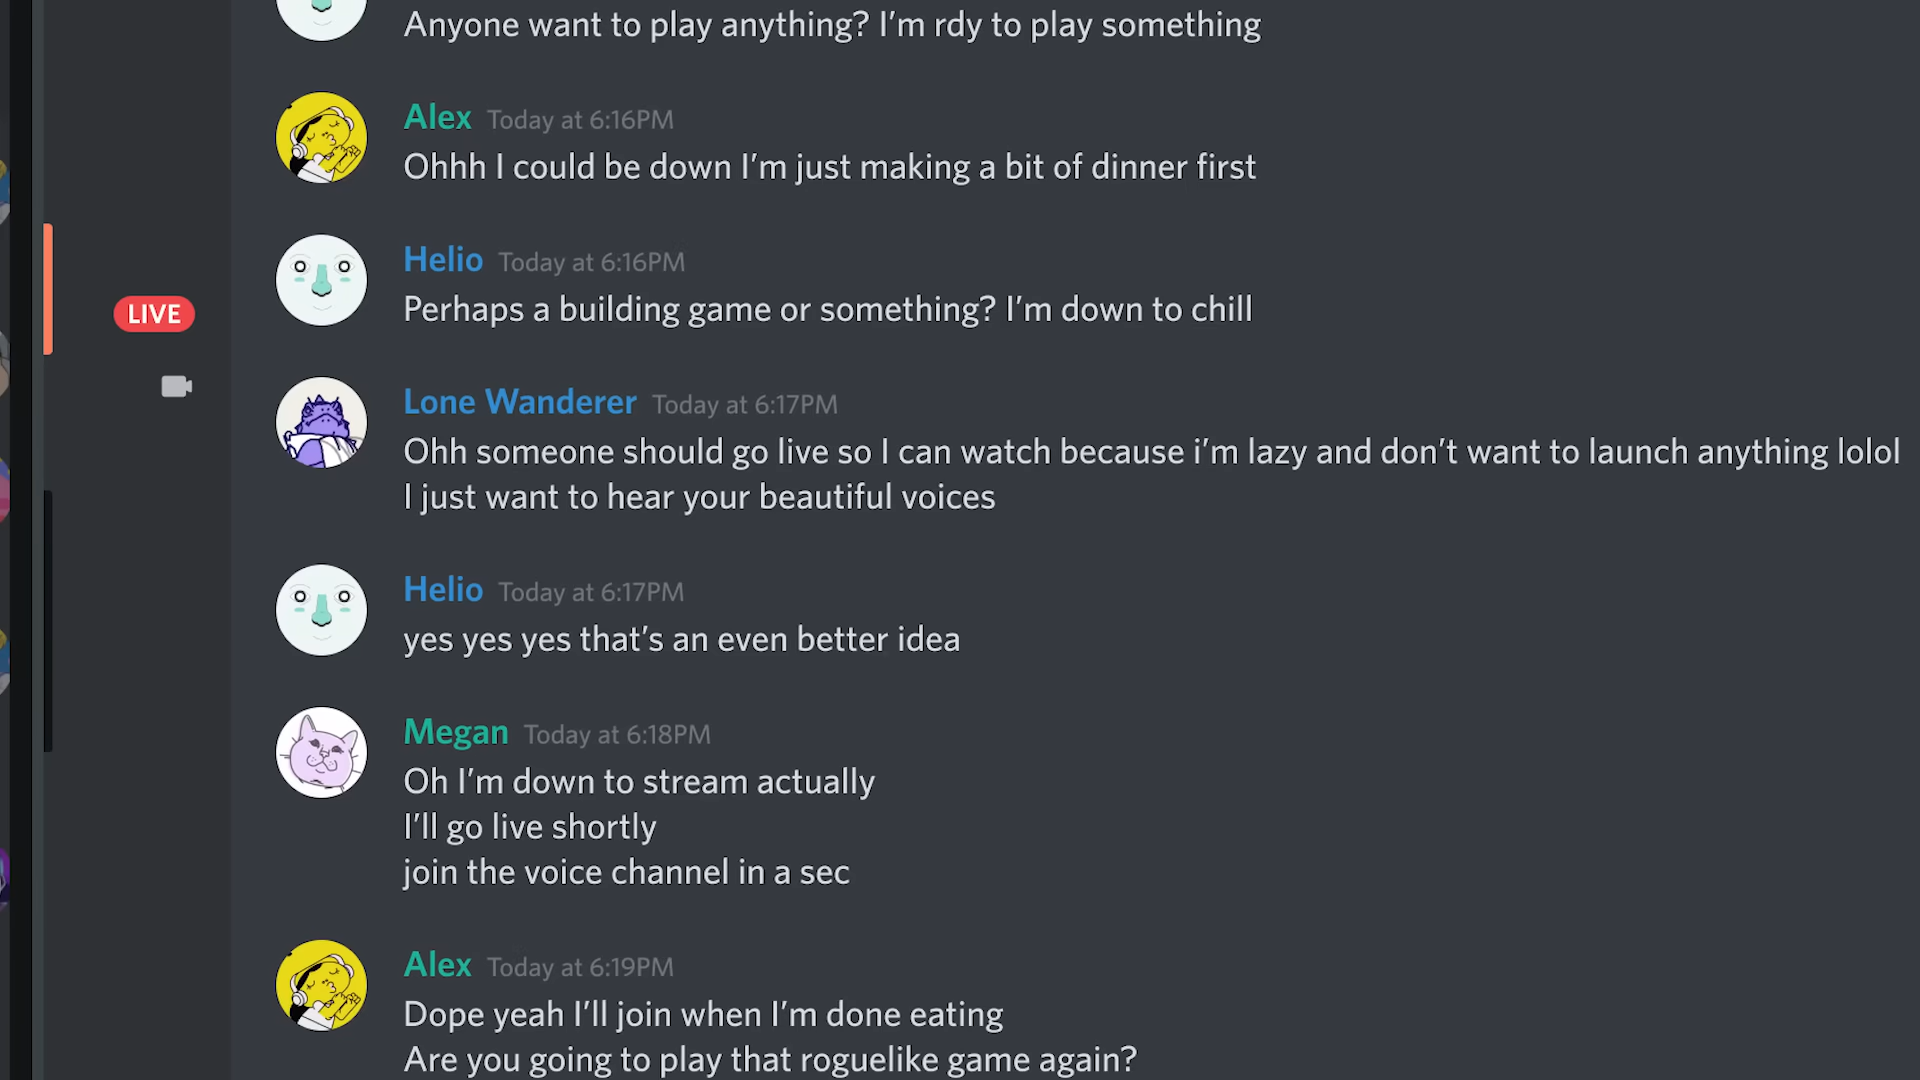 Anyone want to play anything? I'm rdy to play something
Alex Today at 6:16PM
Ohhh I could be down I'm just making a bit of dinner first
Helio Today at 6:16PM
Perhaps a building game or something? I'm down to chill
LIVE
Lone Wanderer Today at 6:17PM
Ohh someone should go live so I can watch because i'm lazy and don't want to launch anything lolol
I just want to hear your beautiful voices
Helio Today at 6:17PM
yes yes yes that's an even better idea
Megan Today at 6:18PM
Oh I'm down to stream actually
I'll go live shortly
join the voice channel in a sec
Alex Today at 6:19PM
Dope yeah I'll join when I'm done eating
Are you going to play that roguelike game again?